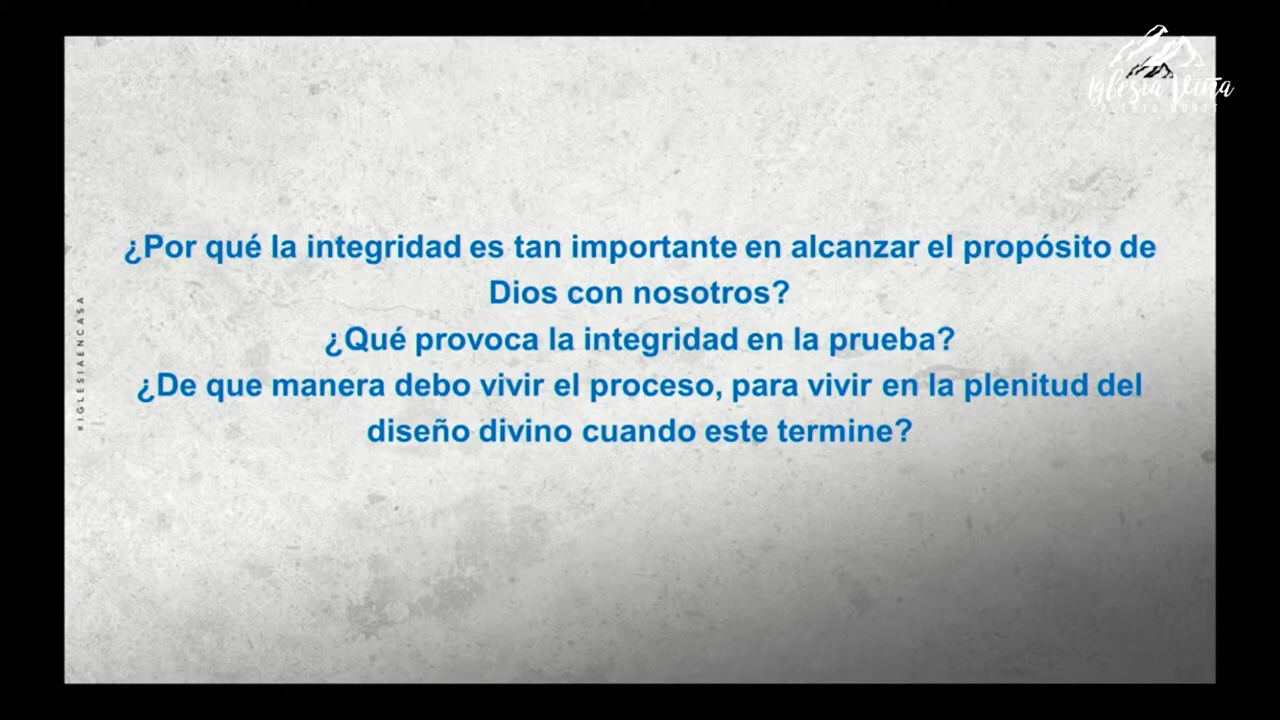 Iglesia Viña
PUERTO MONTT
¿Por qué la integridad es tan importante en alcanzar el propósito de
Dios con nosotros?
¿Qué provoca la integridad en la prueba?
¿De que manera debo vivir el proceso, para vivir en la plenitud del
diseño divino cuando este termine?
#IGLESIAENCASA